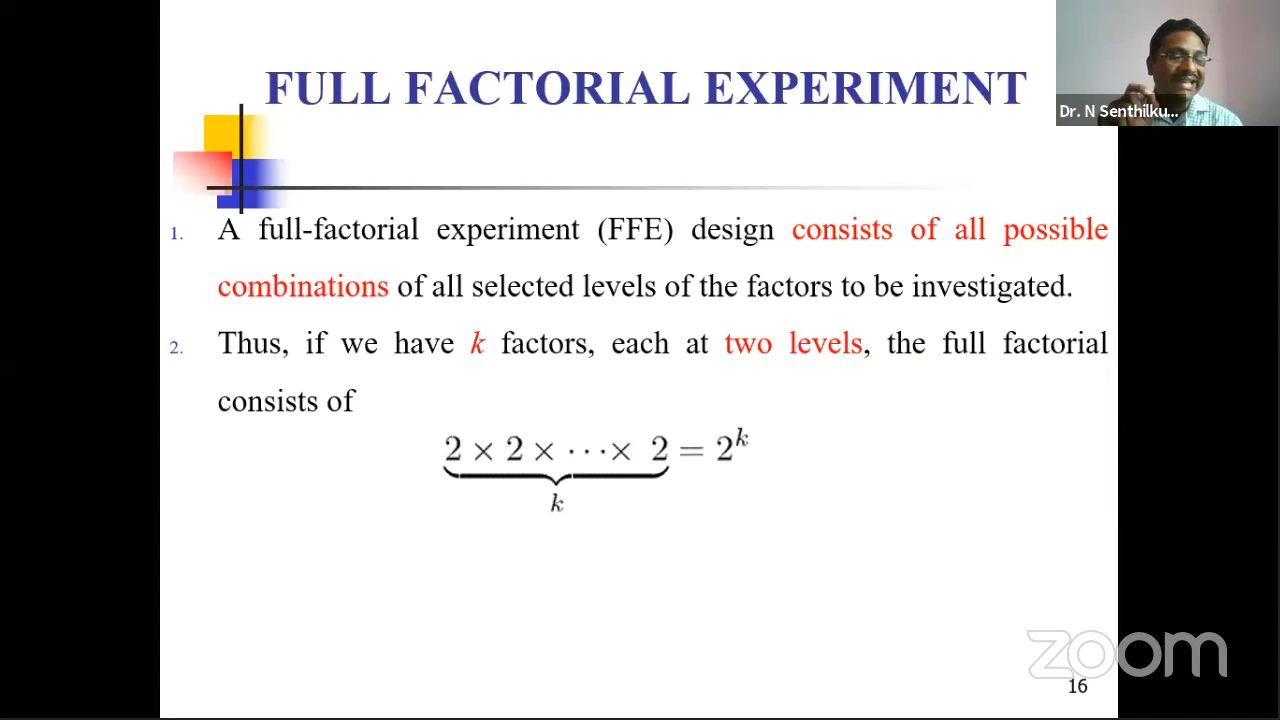 FULL FACTORIAL EXPERIMENT
Dr. N Senthilku...
1. A full-factorial experiment (FFE) design consists of all possible
combinations of all selected levels of the factors to be investigated.
2. Thus, if we have k factors, each at two levels, the full factorial
consists of
2 × 2 × ⋯ × 2 = 2^k
k
zoom
16